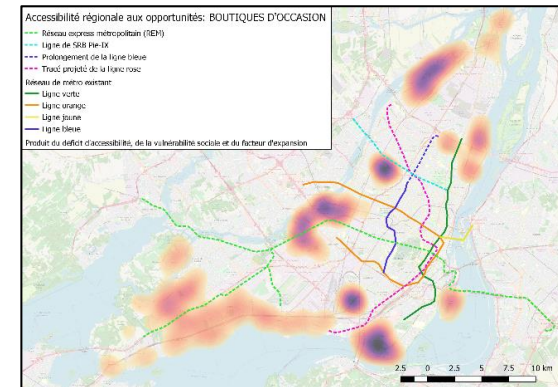 Accessibilité régionale aux opportunités: BOUTIQUES D'OCCASION
Réseau express métropolitain (REM)
Ligne de SRB Pie-IX
Prolongement de la ligne bleue
Tracé projeté de la ligne rose
Réseau de métro existant
Ligne verte
Ligne orange
Ligne jaune
Ligne bleue
Produit du déficit d'accessibilité, de la vulnérabilité sociale et du facteur d'expansion
2.5 0 2.5 5 7.5 10 km